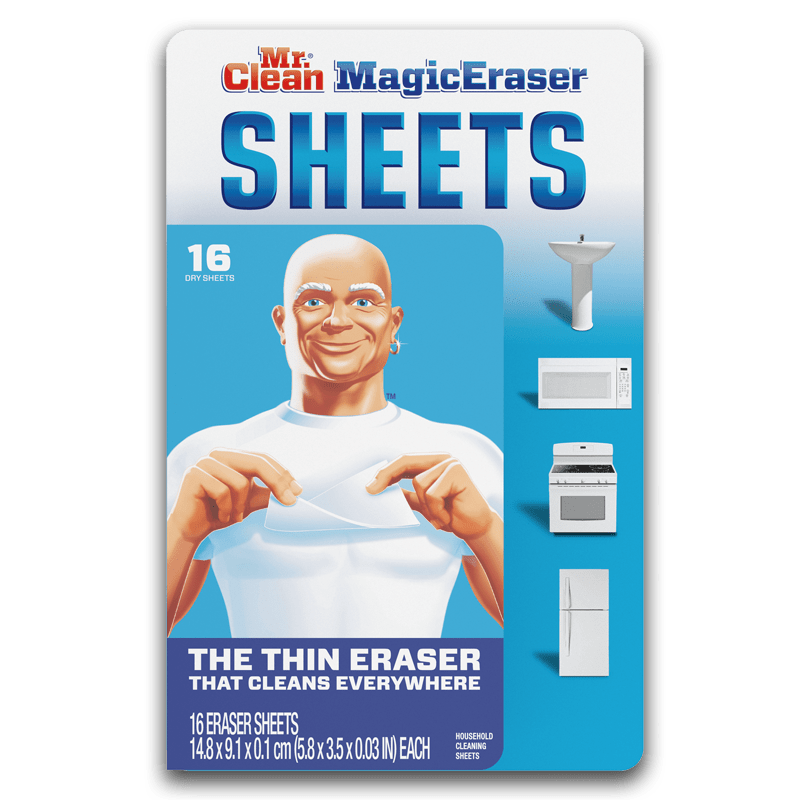 Mr.®
Clean MagicEraser
SHEETS
16
DRY SHEETS
TM
THE THIN ERASER
THAT CLEANS EVERYWHERE
16 ERASER SHEETS
14.8 x 9.1 x 0.1 cm (5.8 x 3.5 x 0.03 IN) EACH
HOUSEHOLD
CLEANING
SHEETS